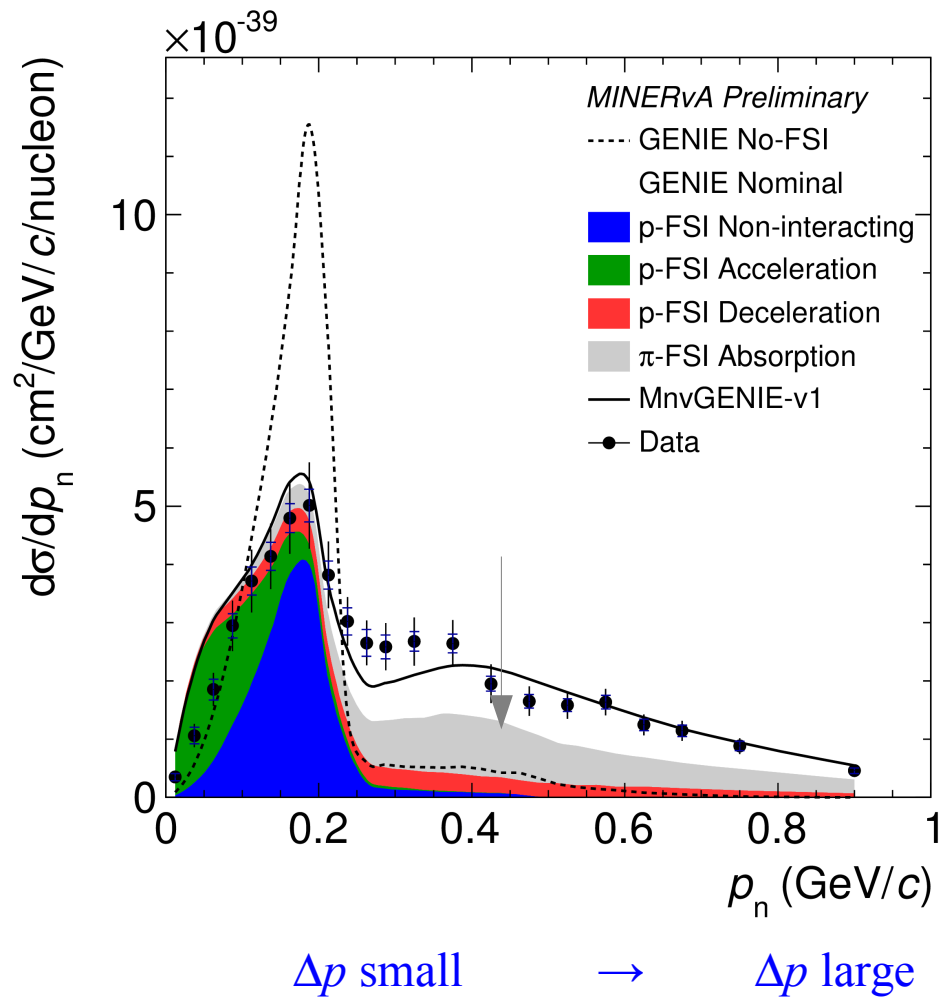 ×10⁻³⁹
dσ/dpₙ (cm²/GeV/c/nucleon)
MINERvA Preliminary
GENIE No-FSI
GENIE Nominal
p-FSI Non-interacting
p-FSI Acceleration
p-FSI Deceleration
π-FSI Absorption
MnvGENIE-v1
Data
10
5
0
0 0.2 0.4 0.6 0.8 1
pₙ (GeV/c)
Δp small → Δp large